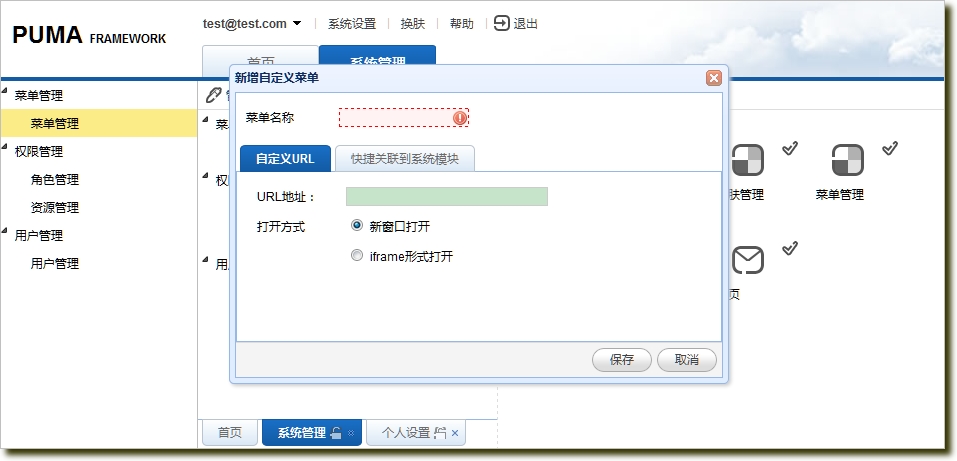 PUMA FRAMEWORK
test@test.com 系统设置 换肤 帮助 退出
首页 系统管理
菜单管理
菜单管理
权限管理
角色管理
资源管理
用户管理
用户管理
新增自定义菜单
菜单名称
自定义URL 快捷关联到系统模块
URL地址：
打开方式 新窗口打开
iframe形式打开
保存 取消
菜
权
用
肤管理 菜单管理
页
首页 系统管理 个人设置